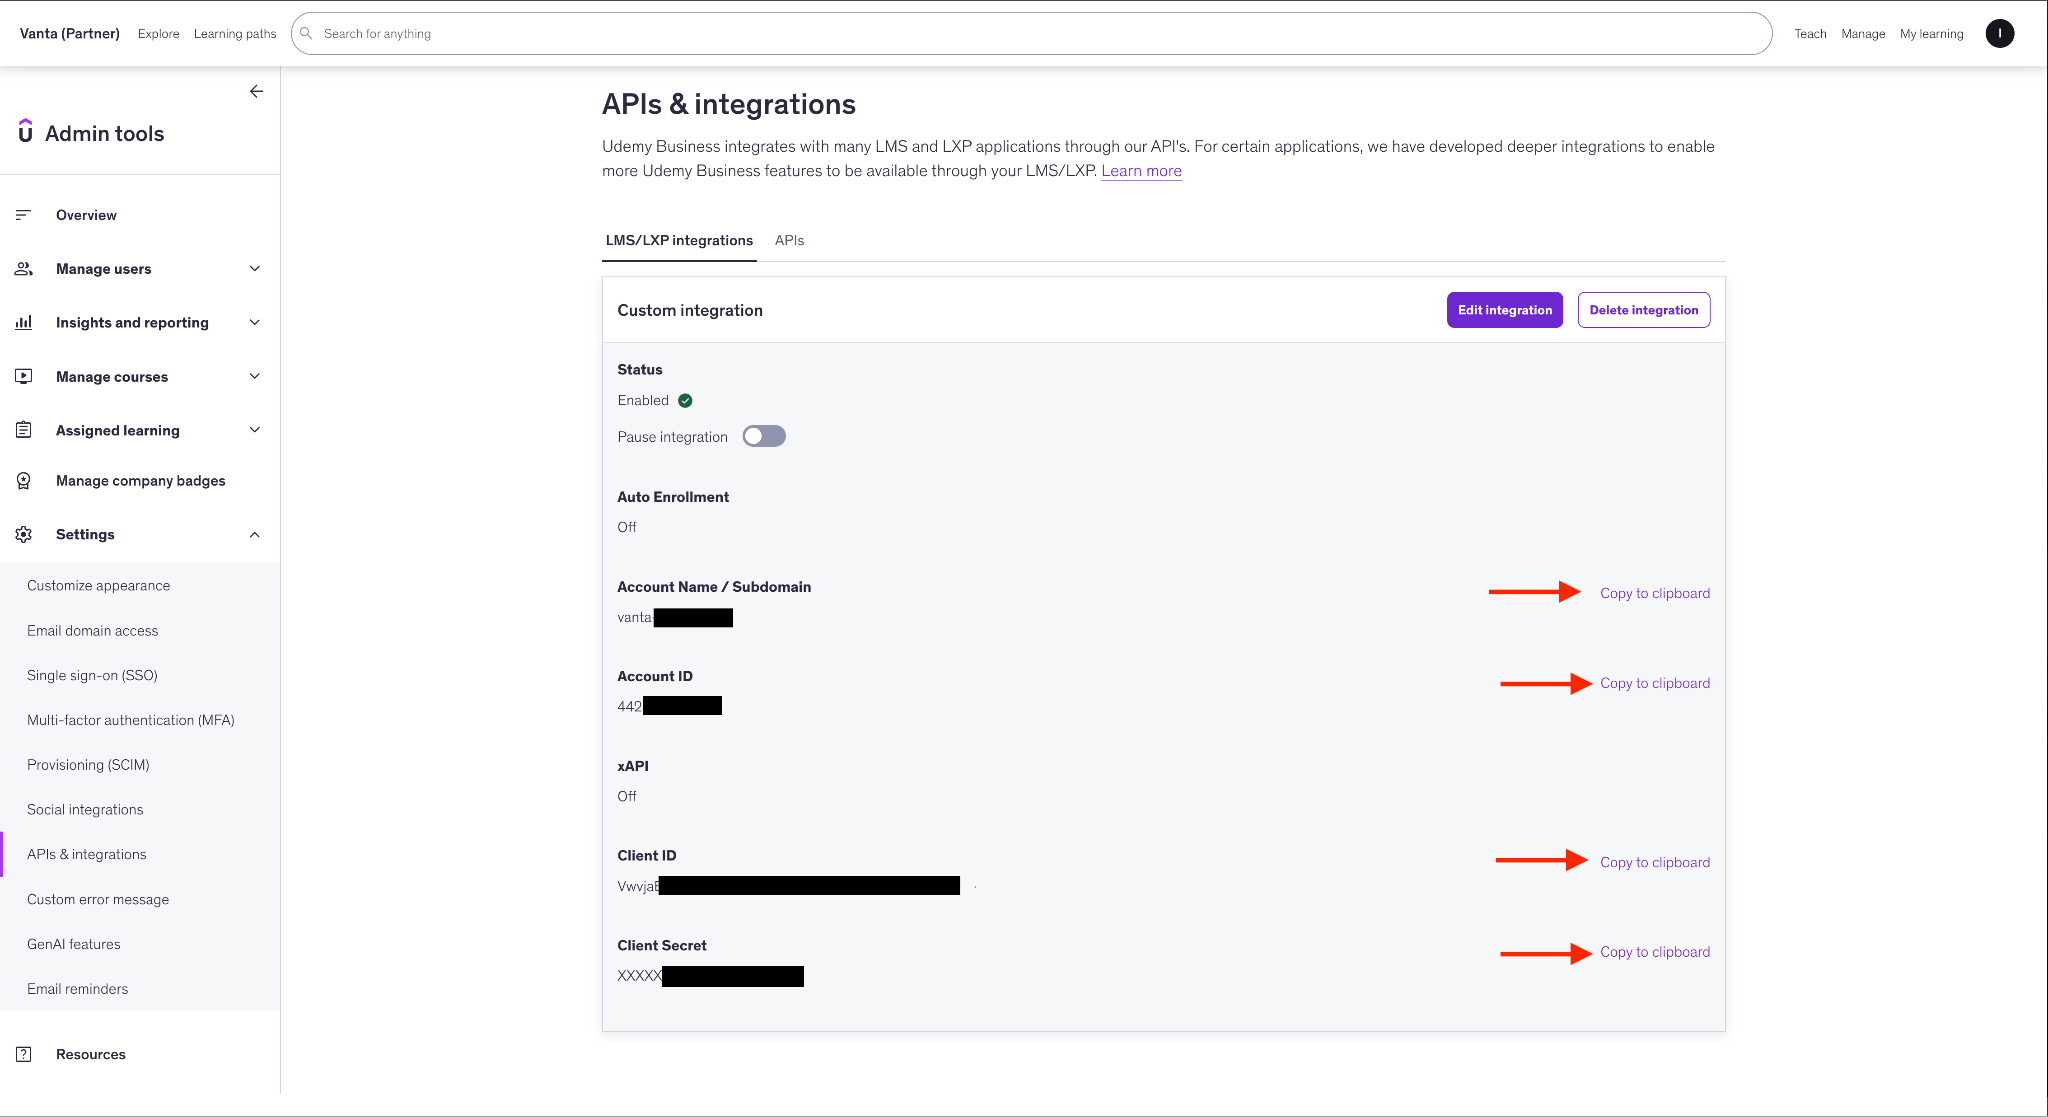 Vanta (Partner)
Explore
Learning paths
Search for anything
Teach
Manage
My learning
I
Admin tools
Overview
Manage users
Insights and reporting
Manage courses
Assigned learning
Manage company badges
Settings
Customize appearance
Email domain access
Single sign-on (SSO)
Multi-factor authentication (MFA)
Provisioning (SCIM)
Social integrations
APIs & integrations
Custom error message
GenAI features
Email reminders
Resources
APIs & integrations
Udemy Business integrates with many LMS and LXP applications through our API's. For certain applications, we have developed deeper integrations to enable
more Udemy Business features to be available through your LMS/LXP. Learn more
LMS/LXP integrations
APIs
Custom integration
Edit integration
Delete integration
Status
Enabled
Pause integration
Auto Enrollment
Off
Account Name / Subdomain
Copy to clipboard
vanta
Account ID
Copy to clipboard
442
xAPI
Off
Client ID
Copy to clipboard
VwvjaE
Client Secret
Copy to clipboard
XXXXX